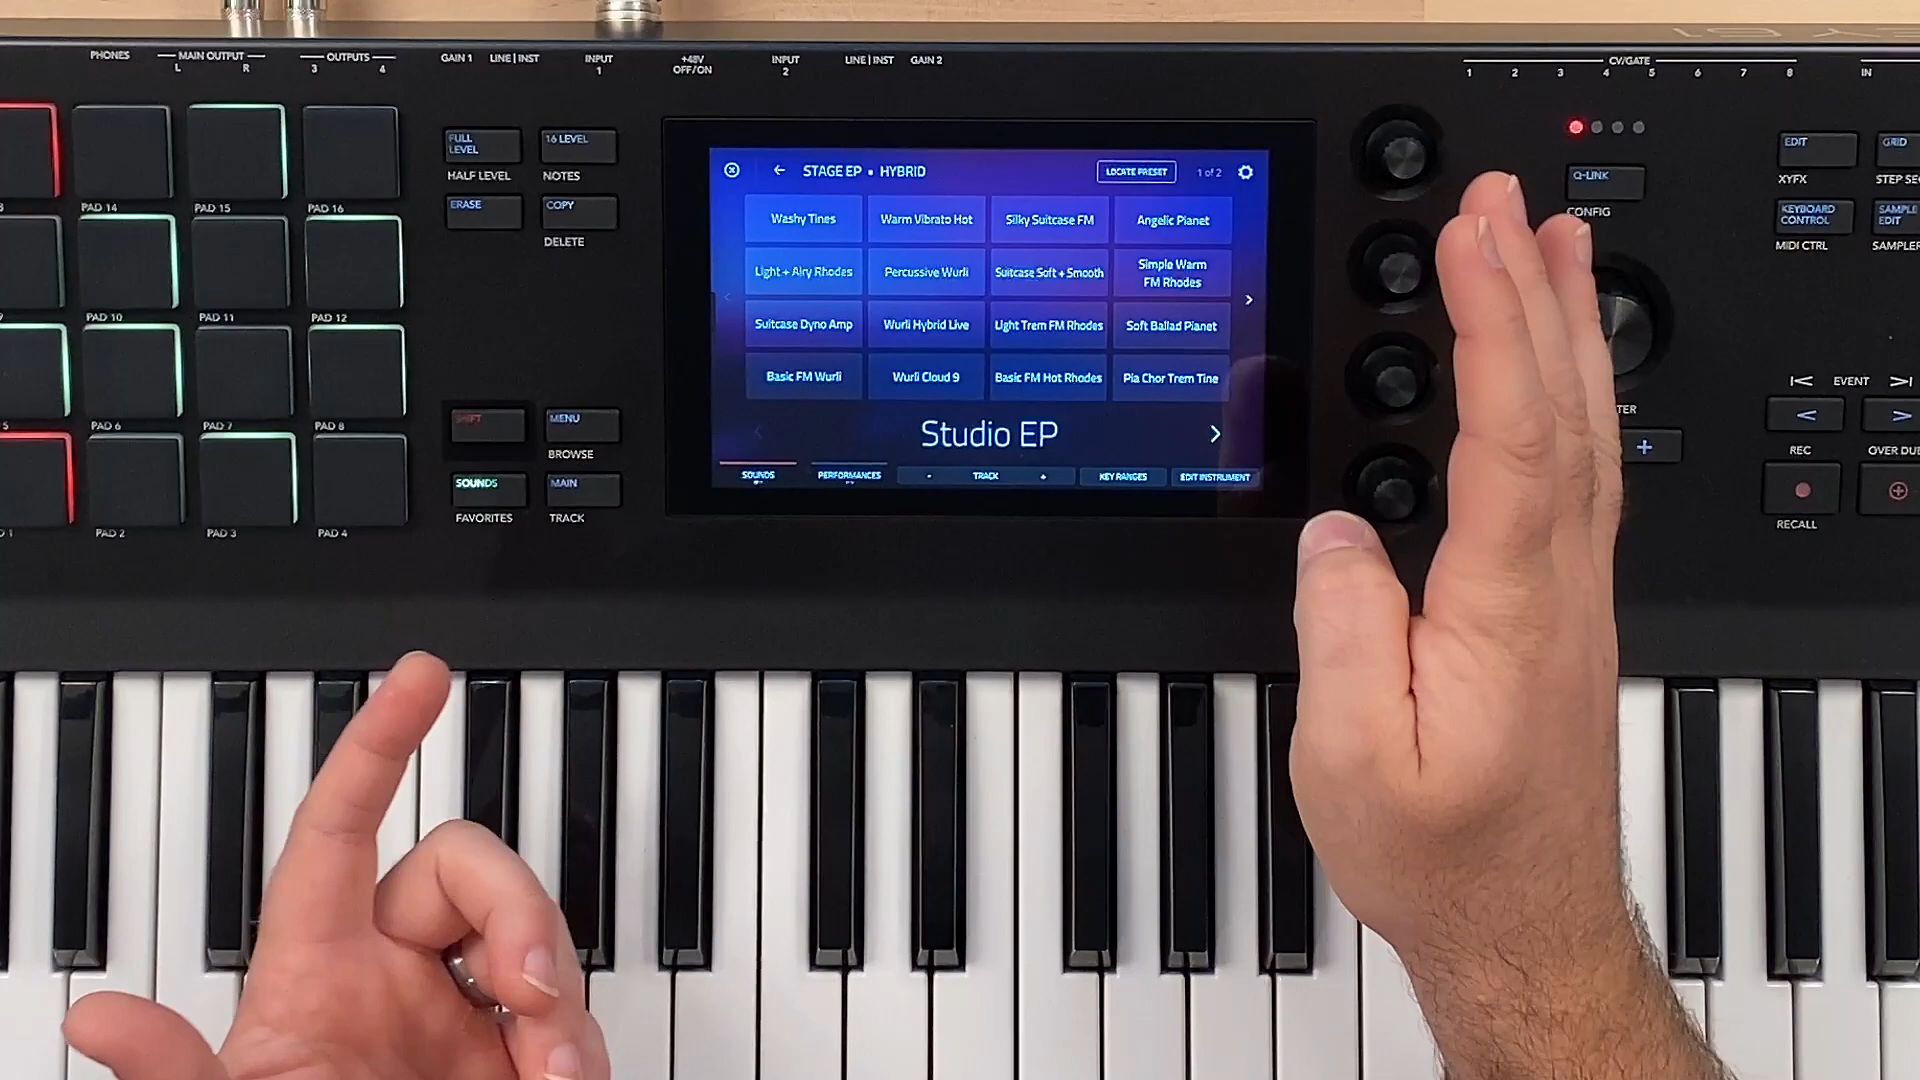 PHONES
MAIN OUTPUT
L R
OUTPUTS
3 4
GAIN 1
LINE | INST
INPUT
1
+48V
OFF/ON
INPUT
2
LINE | INST
GAIN 2
CV/GATE
1 2 3 4 5 6 7 8
IN
FULL
LEVEL
HALF LEVEL
16 LEVEL
NOTES
ERASE
COPY
DELETE
PAD 14
PAD 15
PAD 16
PAD 10
PAD 11
PAD 12
PAD 6
PAD 7
PAD 8
PAD 2
PAD 3
PAD 4
SHIFT
MENU
BROWSE
SOUNDS
FAVORITES
MAIN
TRACK
STAGE EP • HYBRID
LOCATE PRESET
1 of 2
Washy Tines
Warm Vibrato Hot
Silky Suitcase FM
Angelic Pianet
Light + Airy Rhodes
Percussive Wurli
Suitcase Soft + Smooth
Simple Warm
FM Rhodes
Suitcase Dyno Amp
Wurli Hybrid Live
Light Trem FM Rhodes
Soft Ballad Pianet
Basic FM Wurli
Wurli Cloud 9
Basic FM Hot Rhodes
Pia Chor Trem Tine
Studio EP
SOUNDS
PERFORMANCES
- TRACK +
KEY RANGES
EDIT INSTRUMENT
Q-LINK
CONFIG
EDIT
XYFX
GRID
KEYBOARD
CONTROL
MIDI CTRL
SAMPLE
EDIT
SAMPLER
EVENT
REC
RECALL